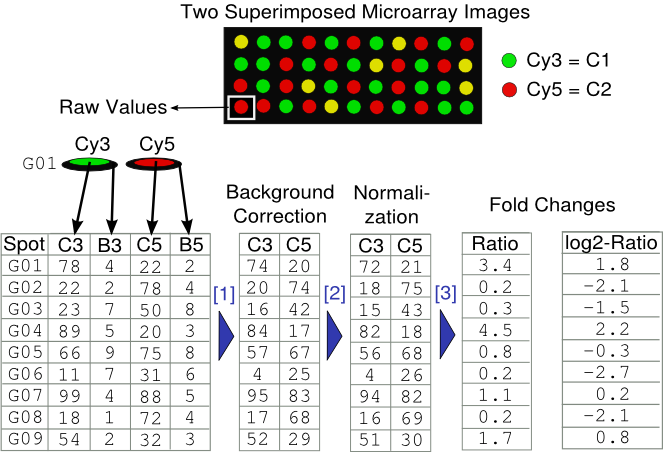 Two Superimposed Microarray Images
Cy3 = C1
Cy5 = C2
Raw Values
Cy3 Cy5
G01
Background Correction
Normali-zation
Fold Changes
Spot C3 B3 C5 B5 C3 C5 C3 C5 Ratio log2-Ratio
G01 78 4 22 2 74 20 72 21 3.4 1.8
G02 22 2 78 4 20 74 18 75 0.2 −2.1
G03 23 7 50 8 16 42 15 43 0.3 −1.5
G04 89 5 20 3 84 17 82 18 4.5 2.2
G05 66 9 75 8 57 67 56 68 0.8 −0.3
G06 11 7 31 6 4 25 4 26 0.2 −2.7
G07 99 4 88 5 95 83 94 82 1.1 0.2
G08 18 1 72 4 17 68 16 69 0.2 −2.1
G09 54 2 32 3 52 29 51 30 1.7 0.8
[1] [2] [3]